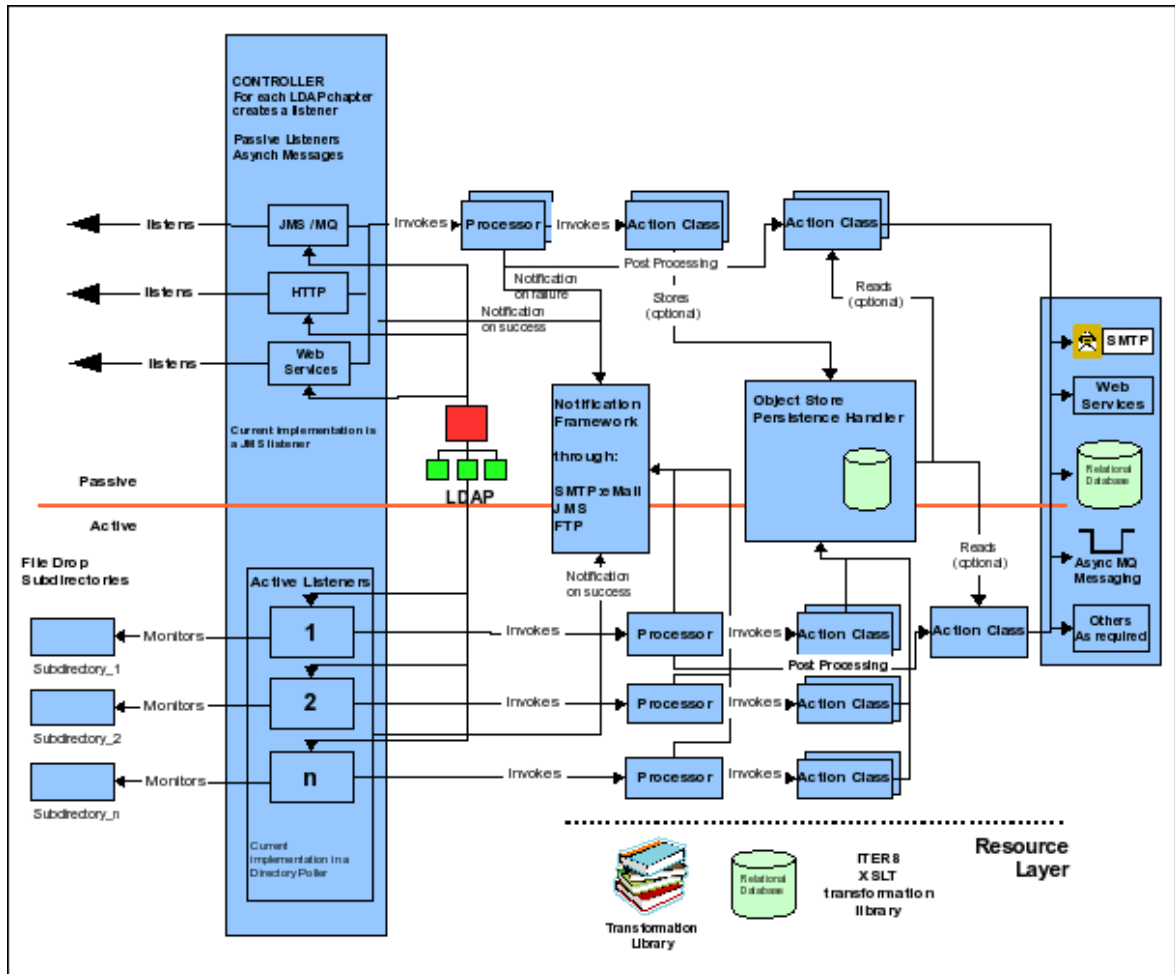 CONTROLLER
For each LDAP chapter
creates a listener
Passive Listeners
Asynch Messages
listens
JMS /MQ
Invokes
Processor
Invokes
Action Class
Action Class
Post Processing
Notification
on failure
Stores
(optional)
Reads
(optional)
listens
HTTP
Notification
on success
listens
Web
Services
SMTP
Web
Services
Relational
Database
Async MQ
Messaging
Others
As required
Notification
Framework
through:
SMTP:eMail
JMS
FTP
Object Store
Persistence Handler
Current implementation is
a JMS listener
LDAP
Passive
Active
File Drop
Subdirectories
Active Listeners
Notification
on success
Reads
(optional)
Monitors
1
Invokes
Processor
Invokes
Action Class
Action Class
Subdirectory_1
Post Processing
Monitors
2
Invokes
Processor
Invokes
Action Class
Subdirectory_2
Monitors
n
Invokes
Processor
Invokes
Action Class
Subdirectory_n
Current
implementation in a
Directory Poller
Transformation
Library
Relational
Database
ITER8
XSLT
transformation
library
Resource
Layer